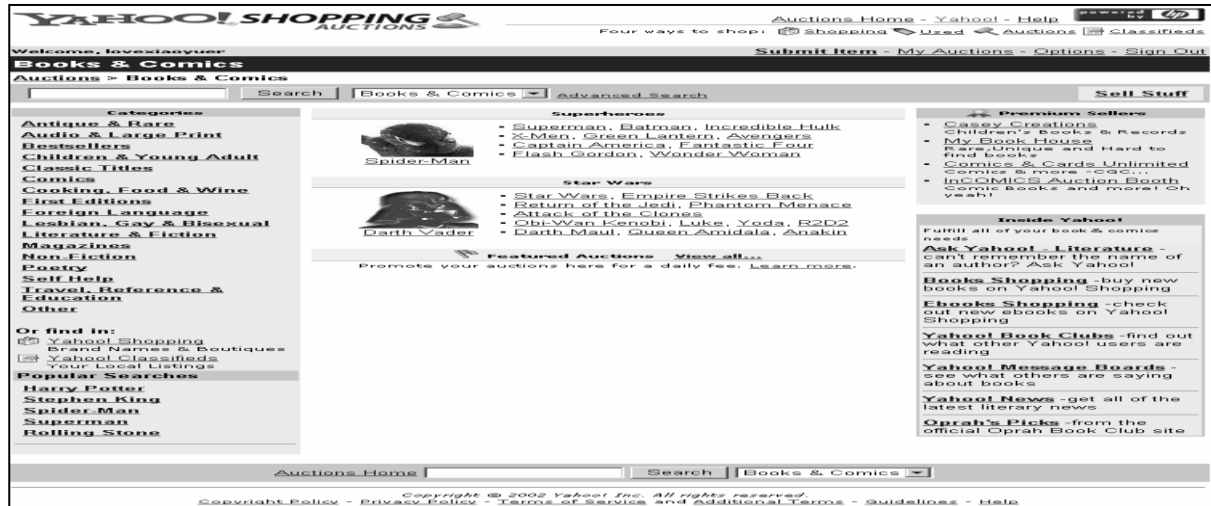 YAHOO! SHOPPING AUCTIONS
Auctions Home - Yahoo! - Help
powered by hp
Four ways to shop: Shopping Used Auctions Classifieds
Welcome, lovexiaoyuer
Submit Item - My Auctions - Options - Sign Out
Books & Comics
Auctions > Books & Comics
Search Books & Comics Advanced Search
Sell Stuff
Categories
Antique & Rare
Audio & Large Print
Bestsellers
Children & Young Adult
Classic Titles
Comics
Cooking, Food & Wine
First Editions
Foreign Language
Lesbian, Gay & Bisexual
Literature & Fiction
Magazines
Non-Fiction
Poetry
Self Help
Travel, Reference &
Education
Other
Or find in:
Yahoo! Shopping
Brand Names & Boutiques
Yahoo! Classifieds
Your Local Listings
Popular Searches
Harry Potter
Stephen King
Spider-Man
Superman
Rolling Stone
Superheroes
Spider-Man
• Superman, Batman, Incredible Hulk
• X-Men, Green Lantern, Avengers
• Captain America, Fantastic Four
• Flash Gordon, Wonder Woman
Star Wars
Darth Vader
• Star Wars, Empire Strikes Back
• Return of the Jedi, Phantom Menace
• Attack of the Clones
• Obi-Wan Kenobi, Luke, Yoda, R2D2
• Darth Maul, Queen Amidala, Anakin
Featured Auctions View all...
Promote your auctions here for a daily fee. Learn more.
Premium Sellers
• Casey Creations
Children's Books & Records
• My Book House
Rare,Unique and Hard to
find books
• Comics & Cards Unlimited
Comics & more -CGC...
• InCOMICS Auction Booth
Comic Books and more! Oh
yeah!
Inside Yahoo!
Fulfill all of your book & comics
needs
Ask Yahoo! - Literature -
can't remember the name of
an author? Ask Yahoo!
Books Shopping -buy new
books on Yahoo! Shopping
Ebooks Shopping -check
out new ebooks on Yahoo!
Shopping
Yahoo! Book Clubs -find out
what other Yahoo! users are
reading
Yahoo! Message Boards -
see what others are saying
about books
Yahoo! News -get all of the
latest literary news
Oprah's Picks -from the
official Oprah Book Club site
Auctions Home Search Books & Comics
Copyright © 2002 Yahoo! Inc. All rights reserved.
Copyright Policy - Privacy Policy - Terms of Service and Additional Terms - Guidelines - Help